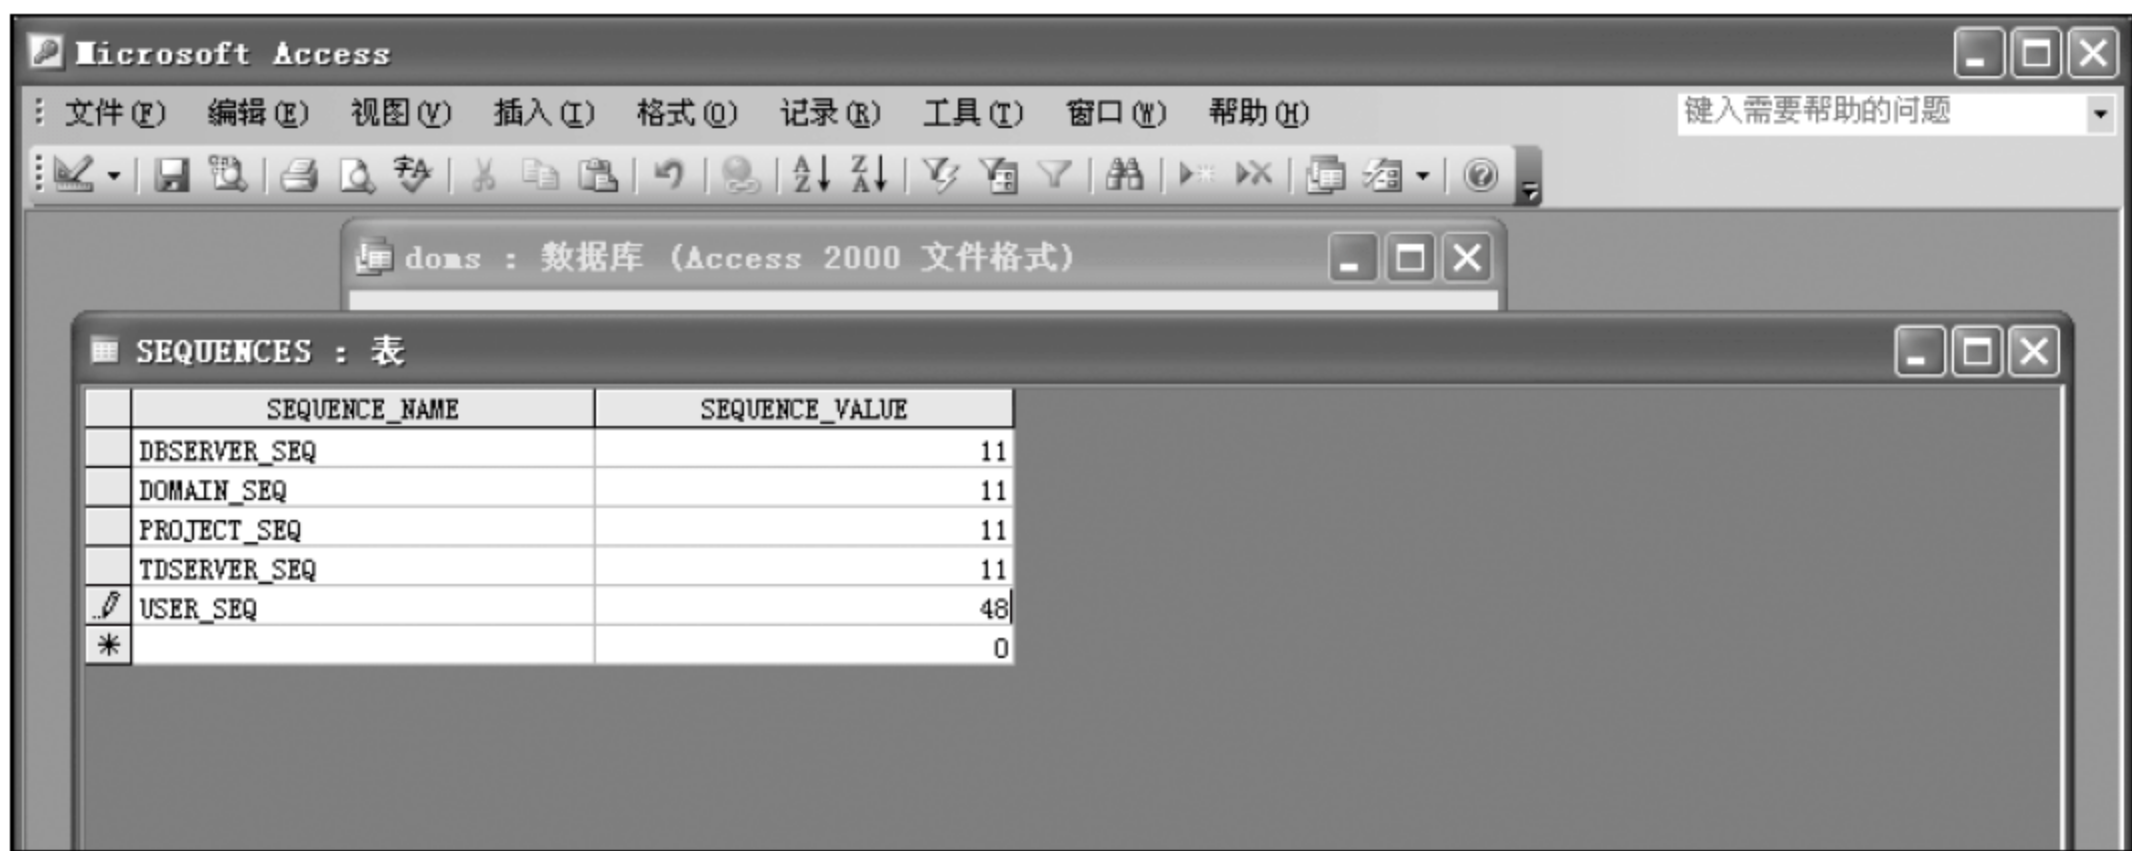 Microsoft Access
文件(F) 编辑(E) 视图(V) 插入(I) 格式(O) 记录(R) 工具(T) 窗口(W) 帮助(H) 键入需要帮助的问题
doms : 数据库 (Access 2000 文件格式)
SEQUENCES : 表
SEQUENCE_NAME SEQUENCE_VALUE
DBSERVER_SEQ 11
DOMAIN_SEQ 11
PROJECT_SEQ 11
TDSERVER_SEQ 11
USER_SEQ 48
0